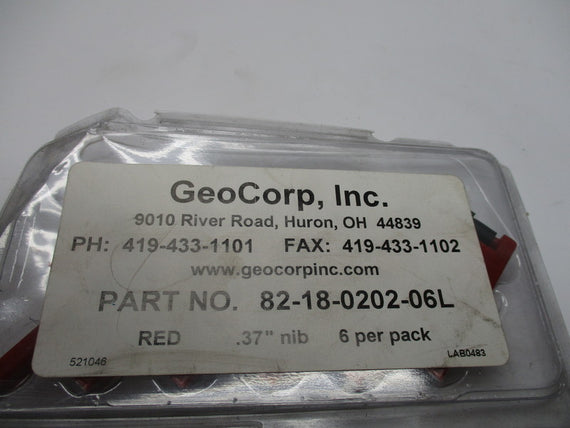 GeoCorp, Inc.
9010 River Road, Huron, OH 44839
PH: 419-433-1101 FAX: 419-433-1102
www.geocorpinc.com
PART NO. 82-18-0202-06L
RED .37" nib 6 per pack
521046 LAB0483